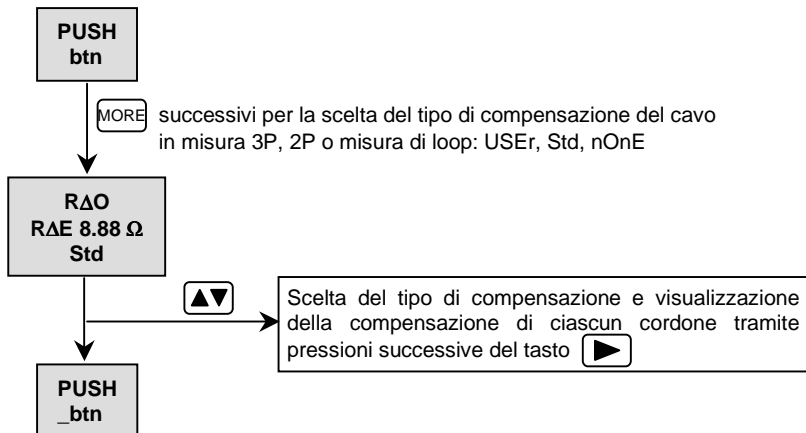 PUSH
btn
MORE successivi per la scelta del tipo di compensazione del cavo
in misura 3P, 2P o misura di loop: USEr, Std, nOnE
RΔO
RΔE 8.88 Ω
Std
Scelta del tipo di compensazione e visualizzazione
della compensazione di ciascun cordone tramite
pressioni successive del tasto
PUSH
_btn